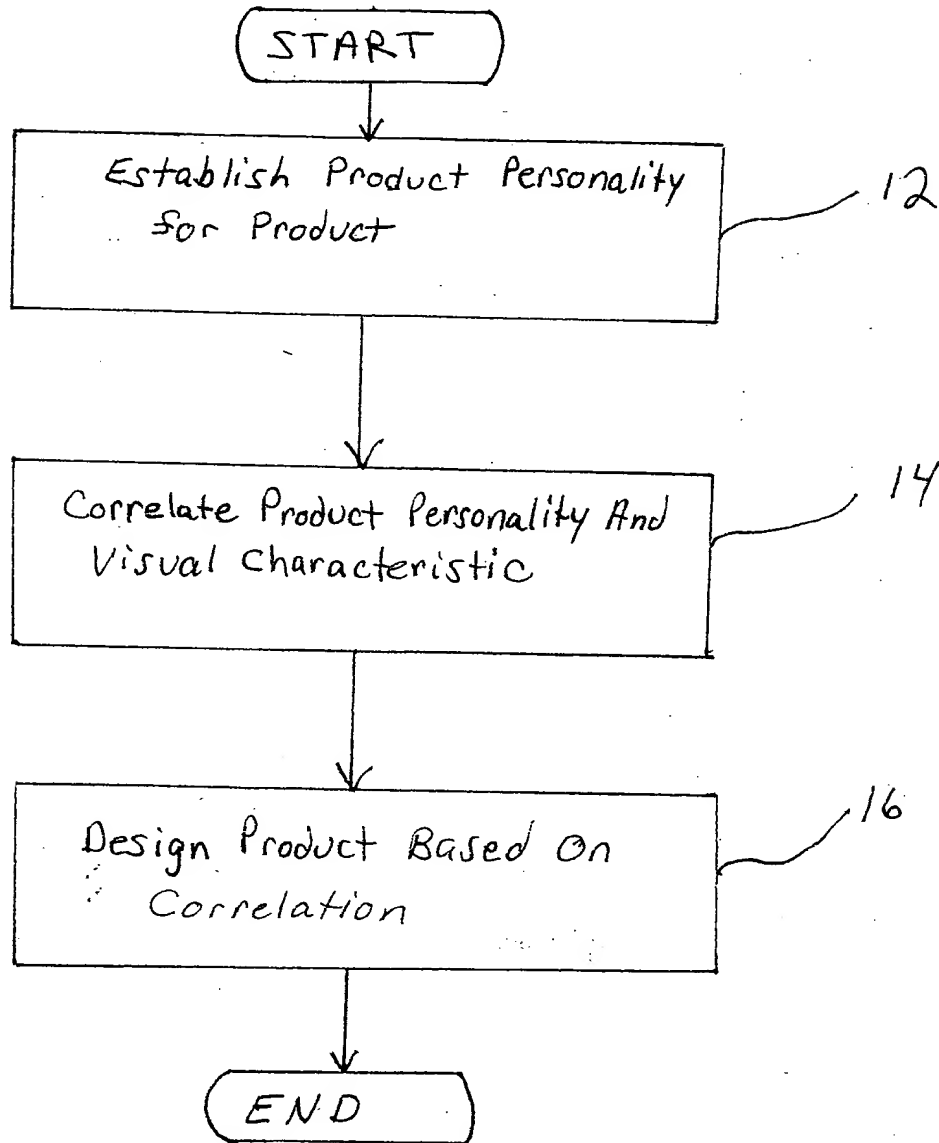 START
Establish Product Personality
for Product
12
Correlate Product Personality And
Visual Characteristic
14
Design Product Based On
Correlation
16
END